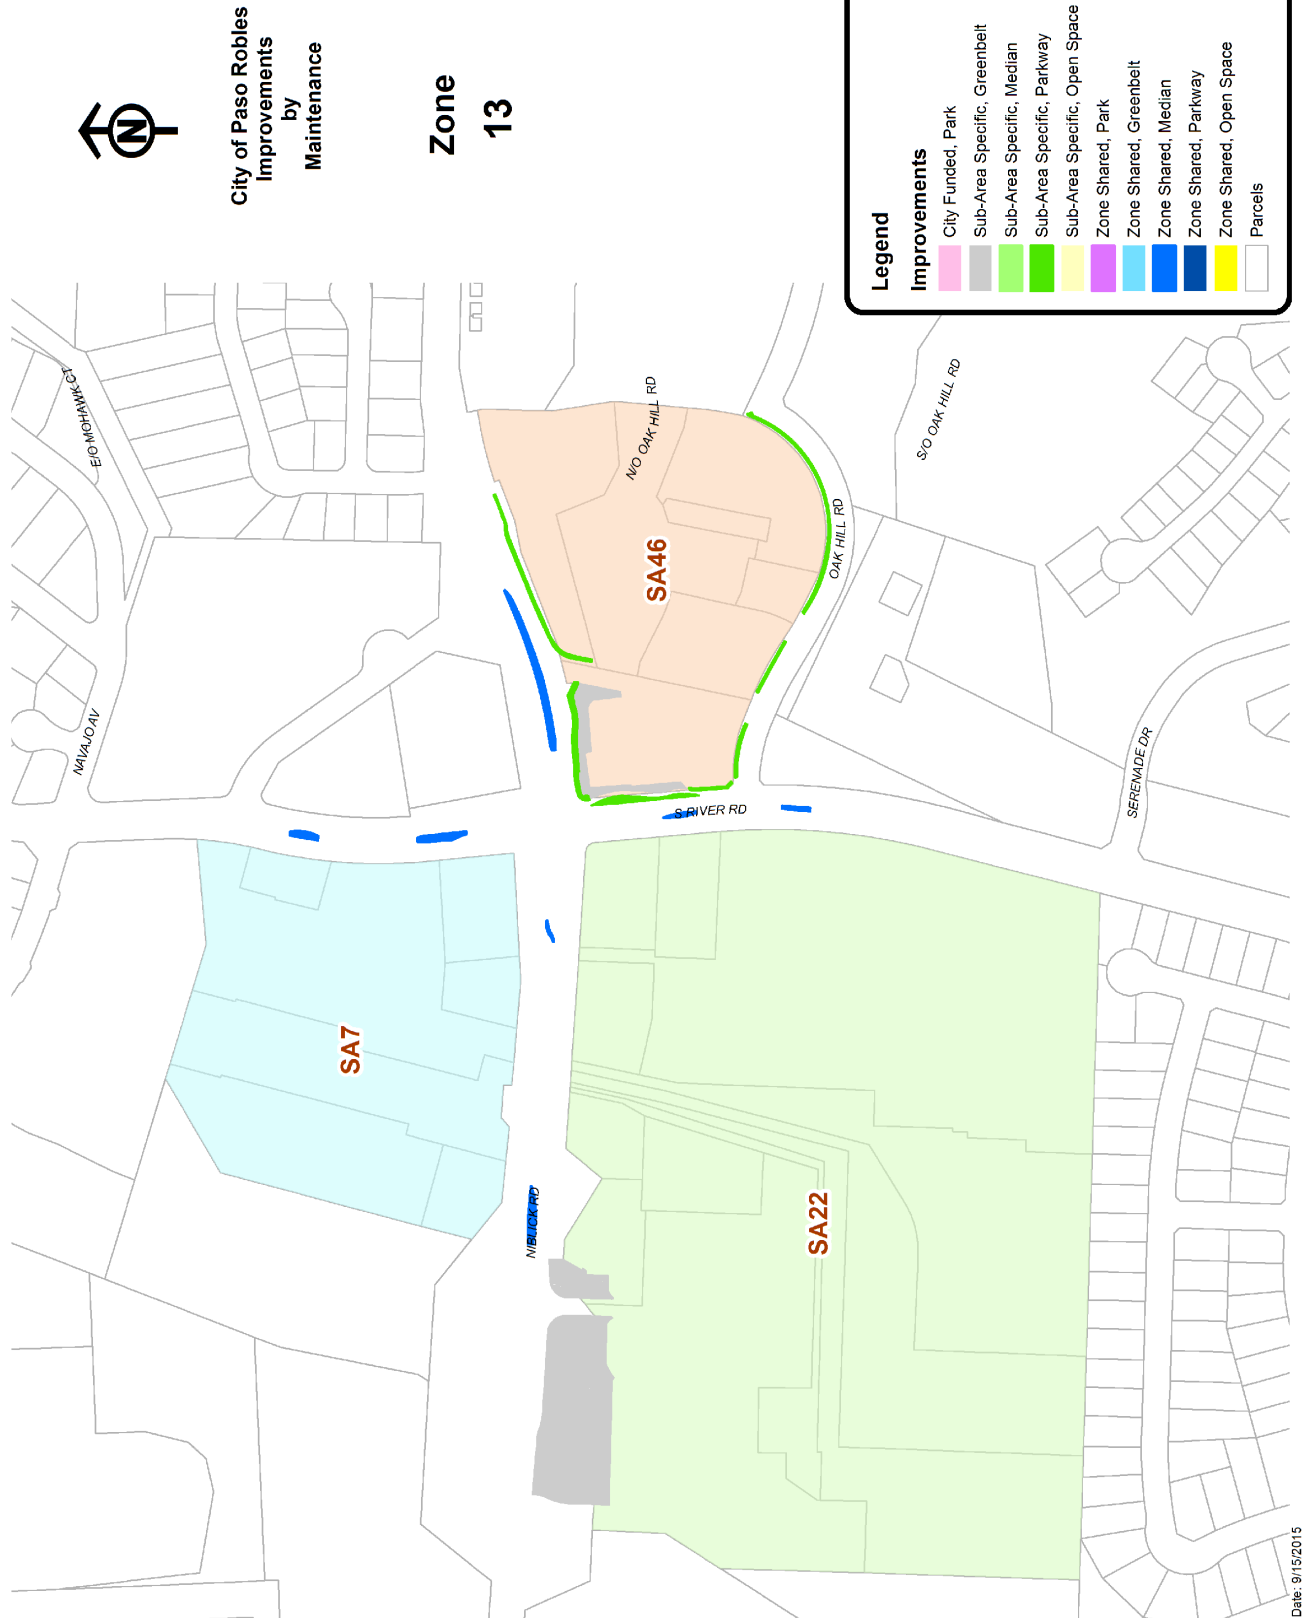 N
City of Paso Robles
Improvements
by
Maintenance
Zone
13
Legend
Improvements
City Funded, Park
Sub-Area Specific, Greenbelt
Sub-Area Specific, Median
Sub-Area Specific, Parkway
Sub-Area Specific, Open Space
Zone Shared, Park
Zone Shared, Greenbelt
Zone Shared, Median
Zone Shared, Parkway
Zone Shared, Open Space
Parcels
E/O MOHAWK CT
NAVAJO AV
N/O OAK HILL RD
S/O OAK HILL RD
SA46
OAK HILL RD
S RIVER RD
SERENADE DR
SA7
NIBLICK RD
SA22
Date: 9/15/2015